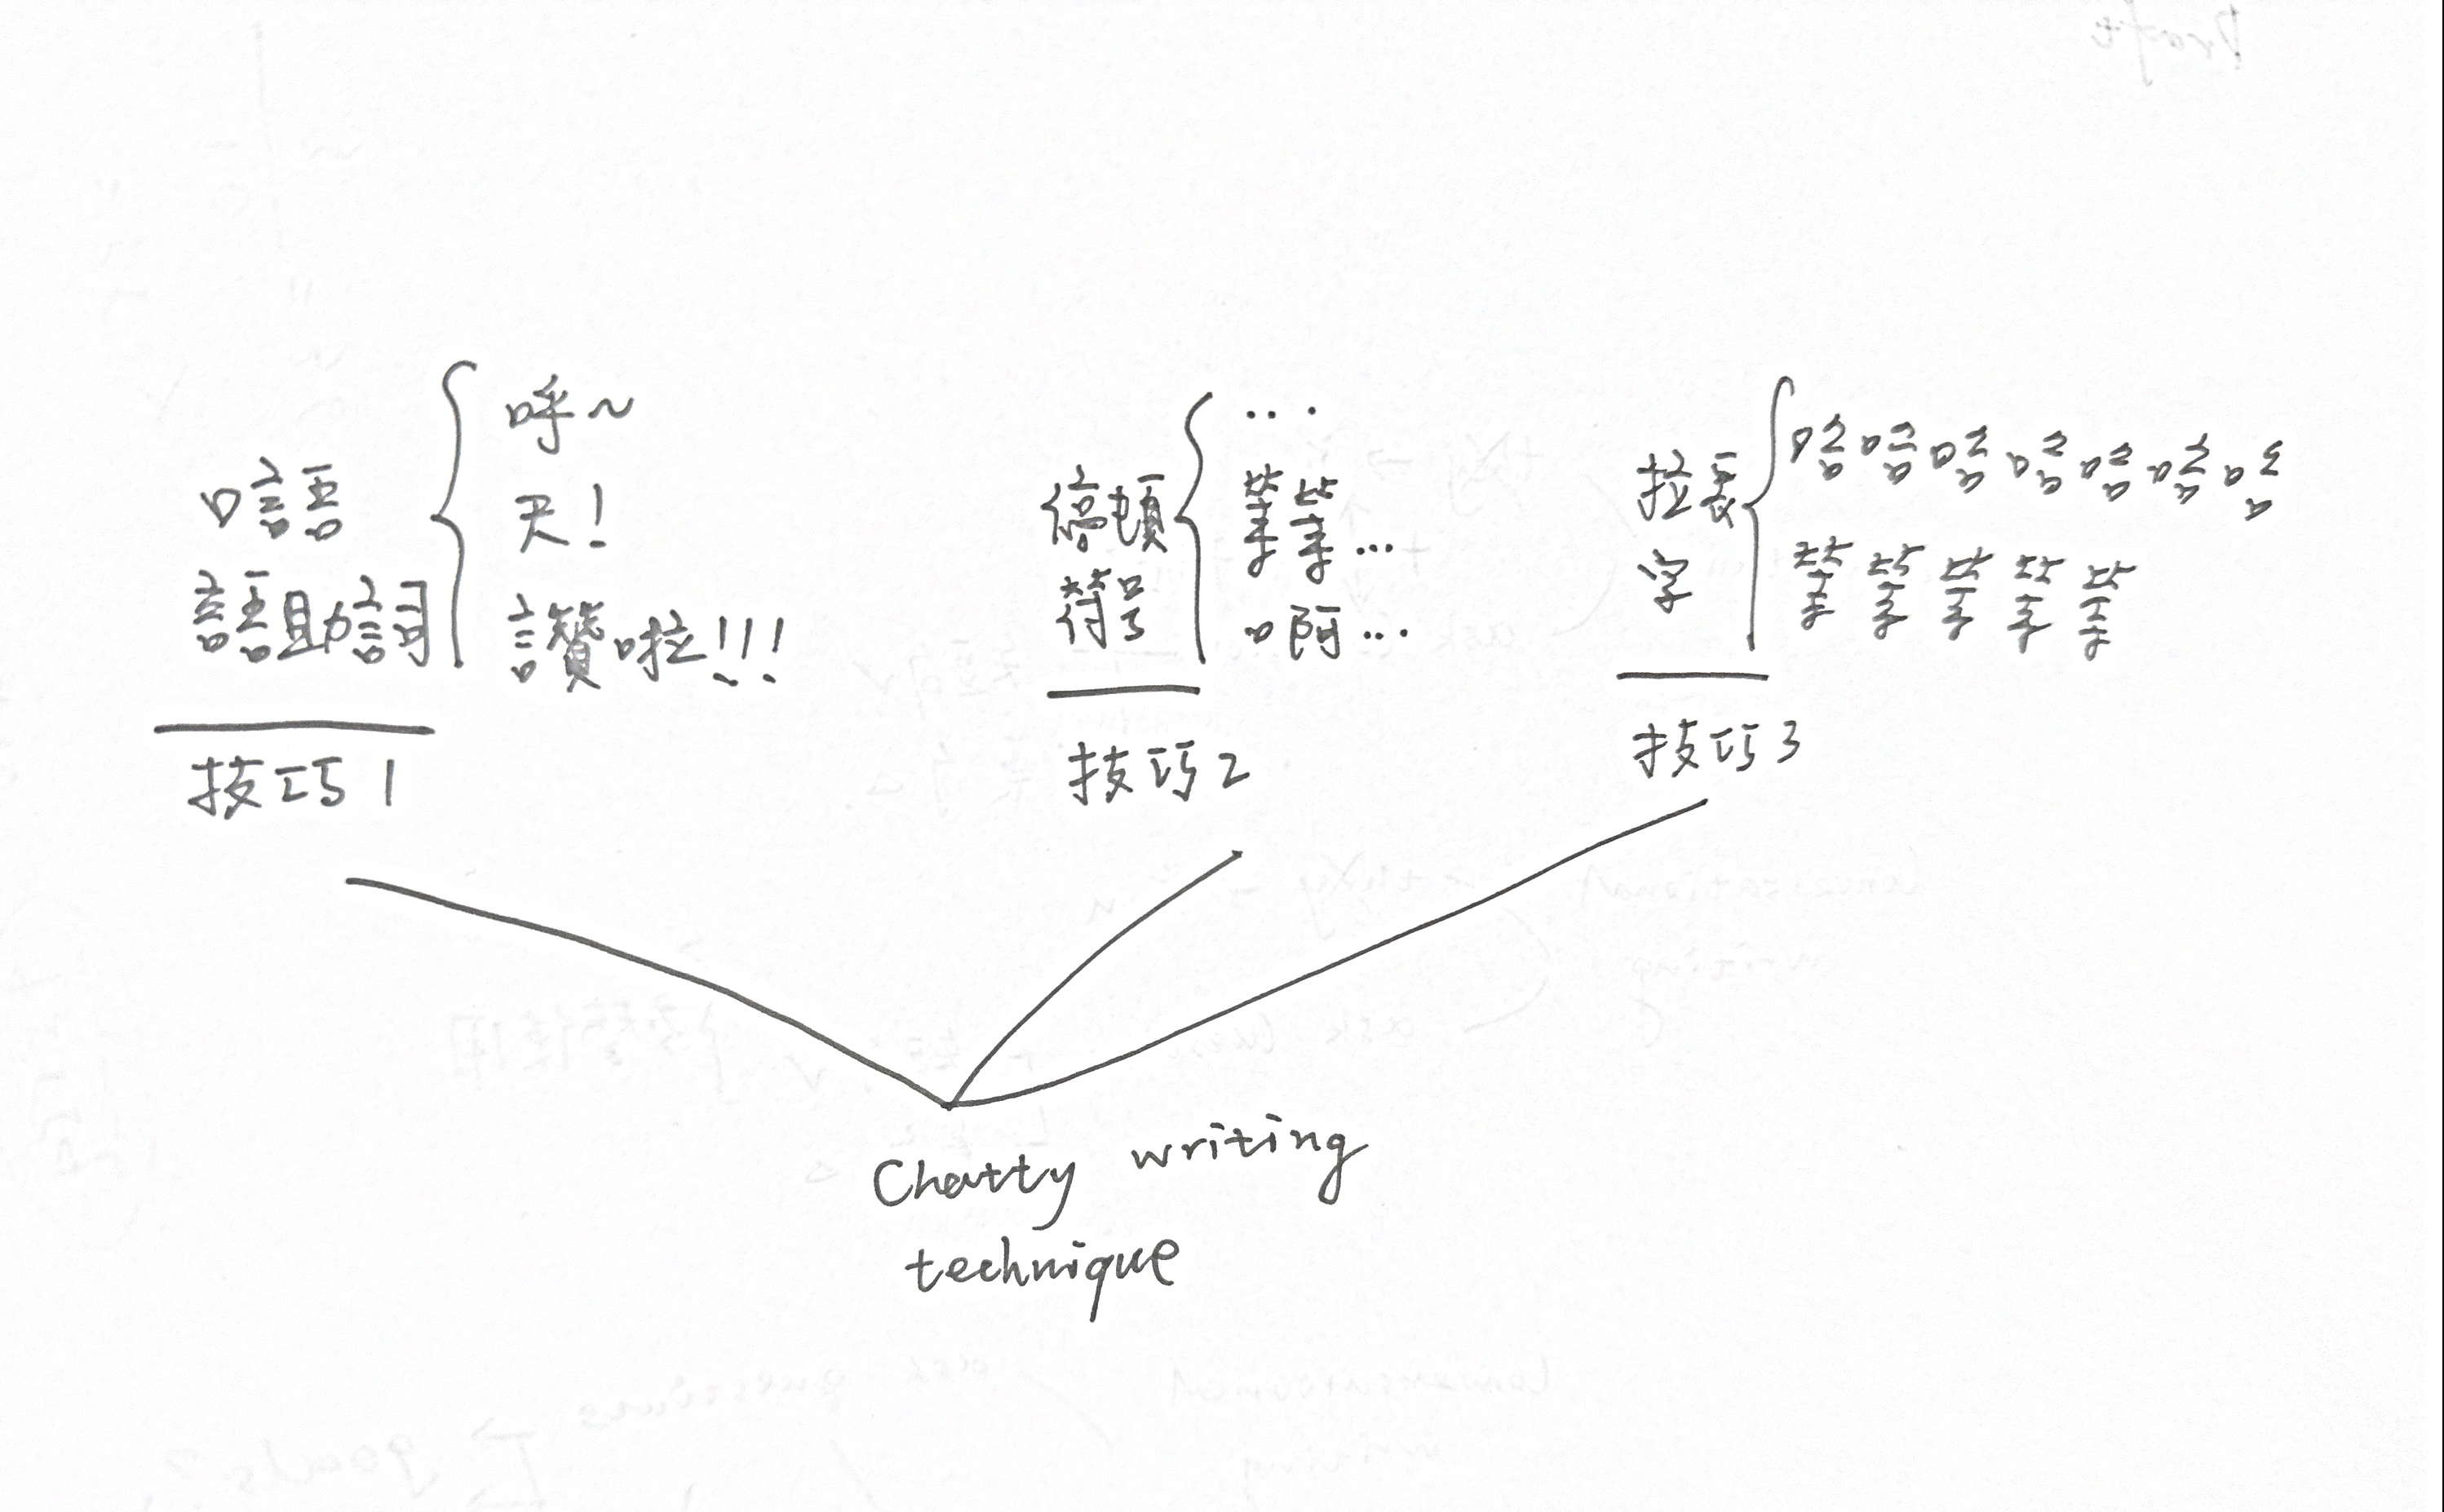 口語
語助詞
呼~
天!
讚啦!!!
技巧1
停頓
符号
...
等等...
啊...
技巧2
拉長
字
哈哈哈哈哈哈哈
等等等等等
技巧3
Chatty writing
technique